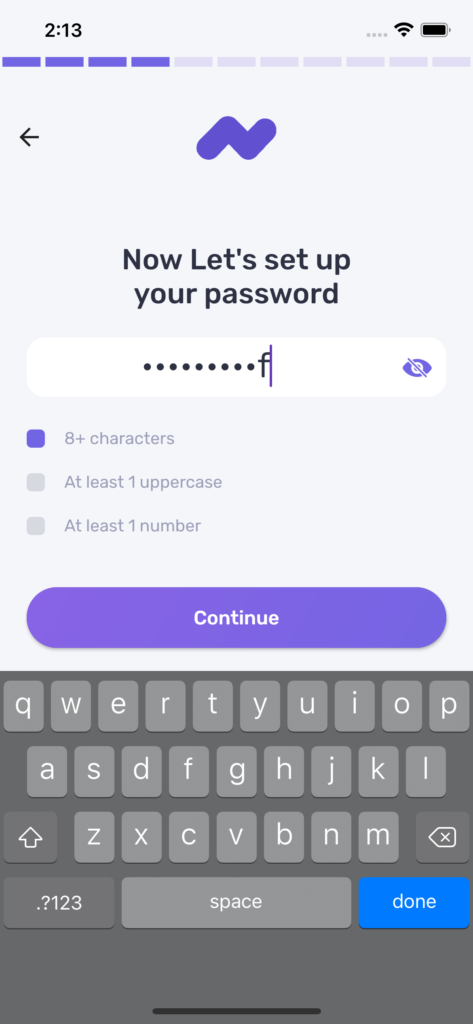 2:13
Now Let's set up
your password
•••••••••f
8+ characters
At least 1 uppercase
At least 1 number
Continue
q w e r t y u i o p
a s d f g h j k l
z x c v b n m
.?123 space done